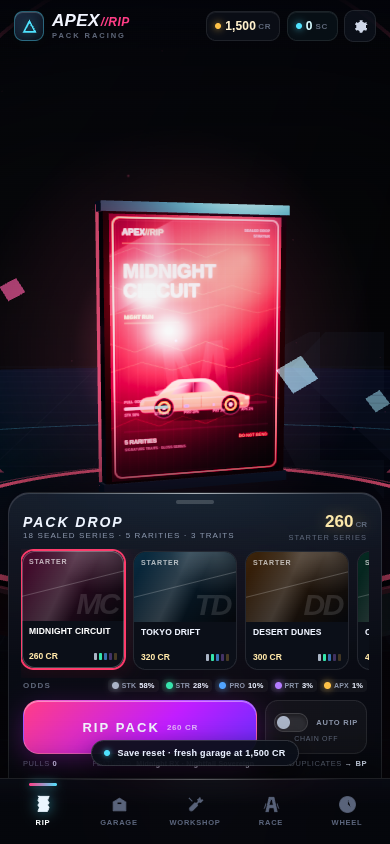 APEX//RIP
PACK RACING
1,500 CR
0 SC
APEX//RIP
MIDNIGHT
CIRCUIT
NIGHT RUN
5 RARITIES
DO NOT BEND
PACK DROP
18 SEALED SERIES · 5 RARITIES · 3 TRAITS
260 CR
STARTER SERIES
STARTER
MC
MIDNIGHT CIRCUIT
260 CR
STARTER
TD
TOKYO DRIFT
320 CR
STARTER
DD
DESERT DUNES
300 CR
ODDS
STK 58%
STR 28%
PRO 10%
PRT 3%
APX 1%
RIP PACK 260 CR
AUTO RIP
CHAIN OFF
Save reset · fresh garage at 1,500 CR
PULLS 0
DUPLICATES → BP
RIP
GARAGE
WORKSHOP
RACE
WHEEL